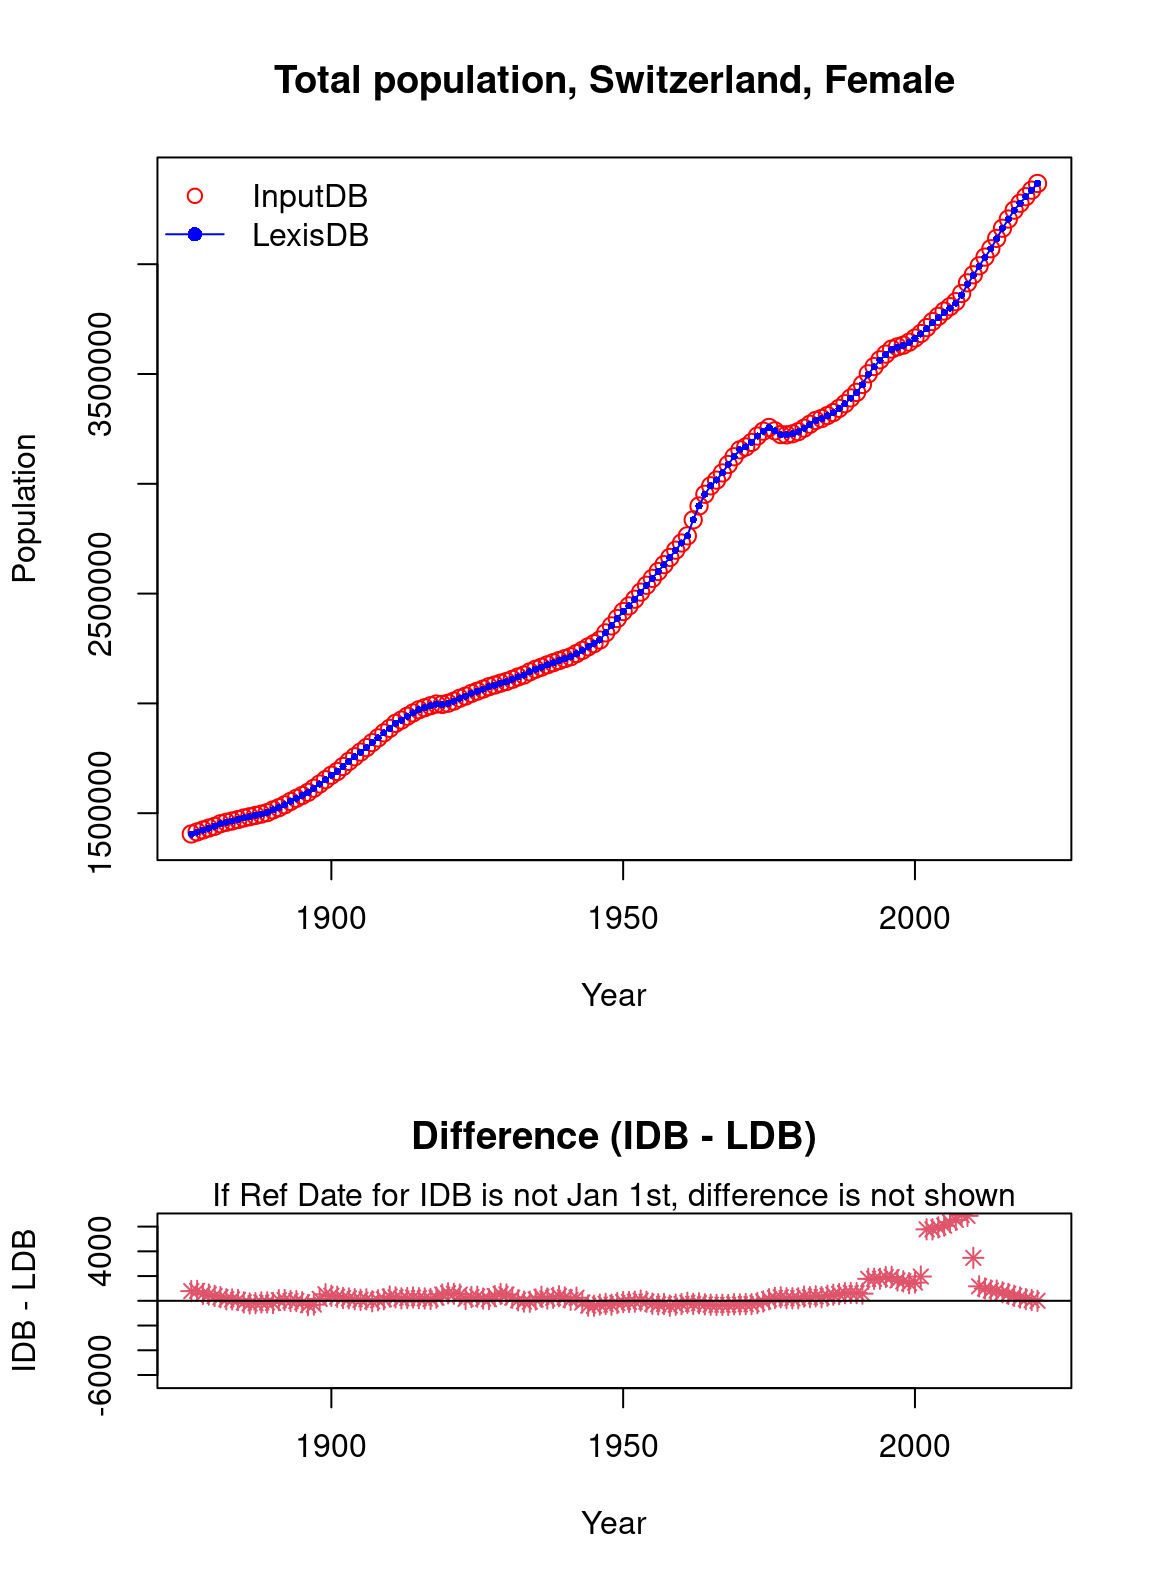 Total population, Switzerland, Female
InputDB
LexisDB
Population
1500000
2500000
3500000
1900
1950
2000
Year
Difference (IDB - LDB)
If Ref Date for IDB is not Jan 1st, difference is not shown
IDB - LDB
-6000
4000
1900
1950
2000
Year